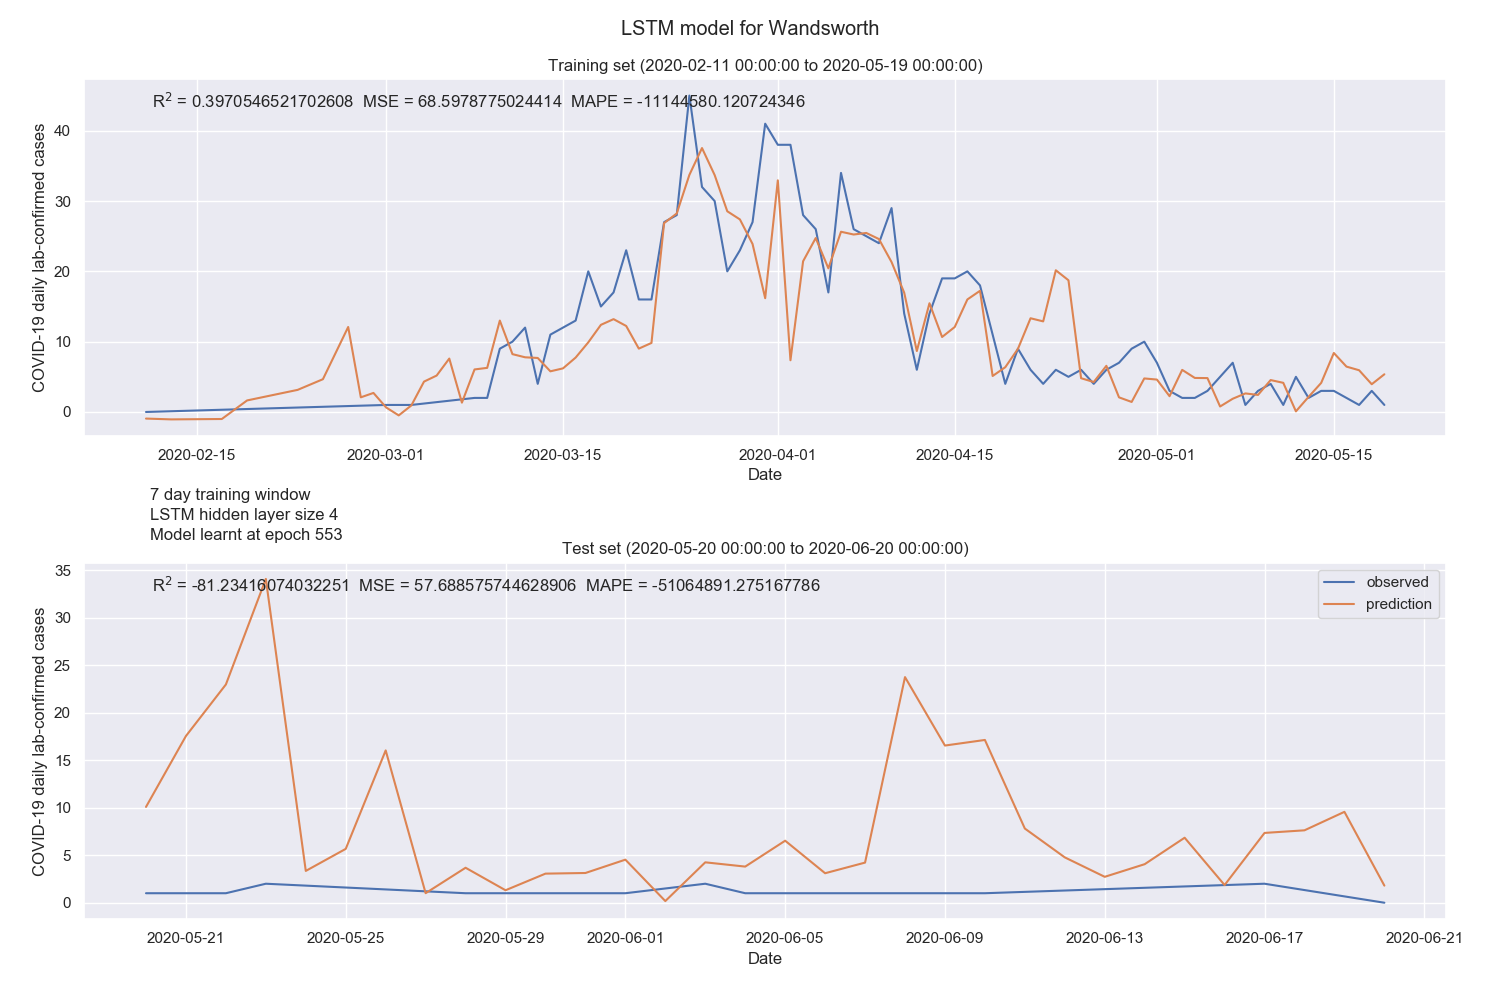 LSTM model for Wandsworth
Training set (2020-02-11 00:00:00 to 2020-05-19 00:00:00)
R² = 0.3970546521702608 MSE = 68.5978775024414 MAPE = -11144580.120724346
COVID-19 daily lab-confirmed cases
40
30
20
10
0
2020-02-15 2020-03-01 2020-03-15 2020-04-01 2020-04-15 2020-05-01 2020-05-15
Date
7 day training window
LSTM hidden layer size 4
Model learnt at epoch 553
Test set (2020-05-20 00:00:00 to 2020-06-20 00:00:00)
R² = -81.23416074032251 MSE = 57.688575744628906 MAPE = -51064891.275167786
observed
prediction
COVID-19 daily lab-confirmed cases
35
30
25
20
15
10
5
0
2020-05-21 2020-05-25 2020-05-29 2020-06-01 2020-06-05 2020-06-09 2020-06-13 2020-06-17 2020-06-21
Date